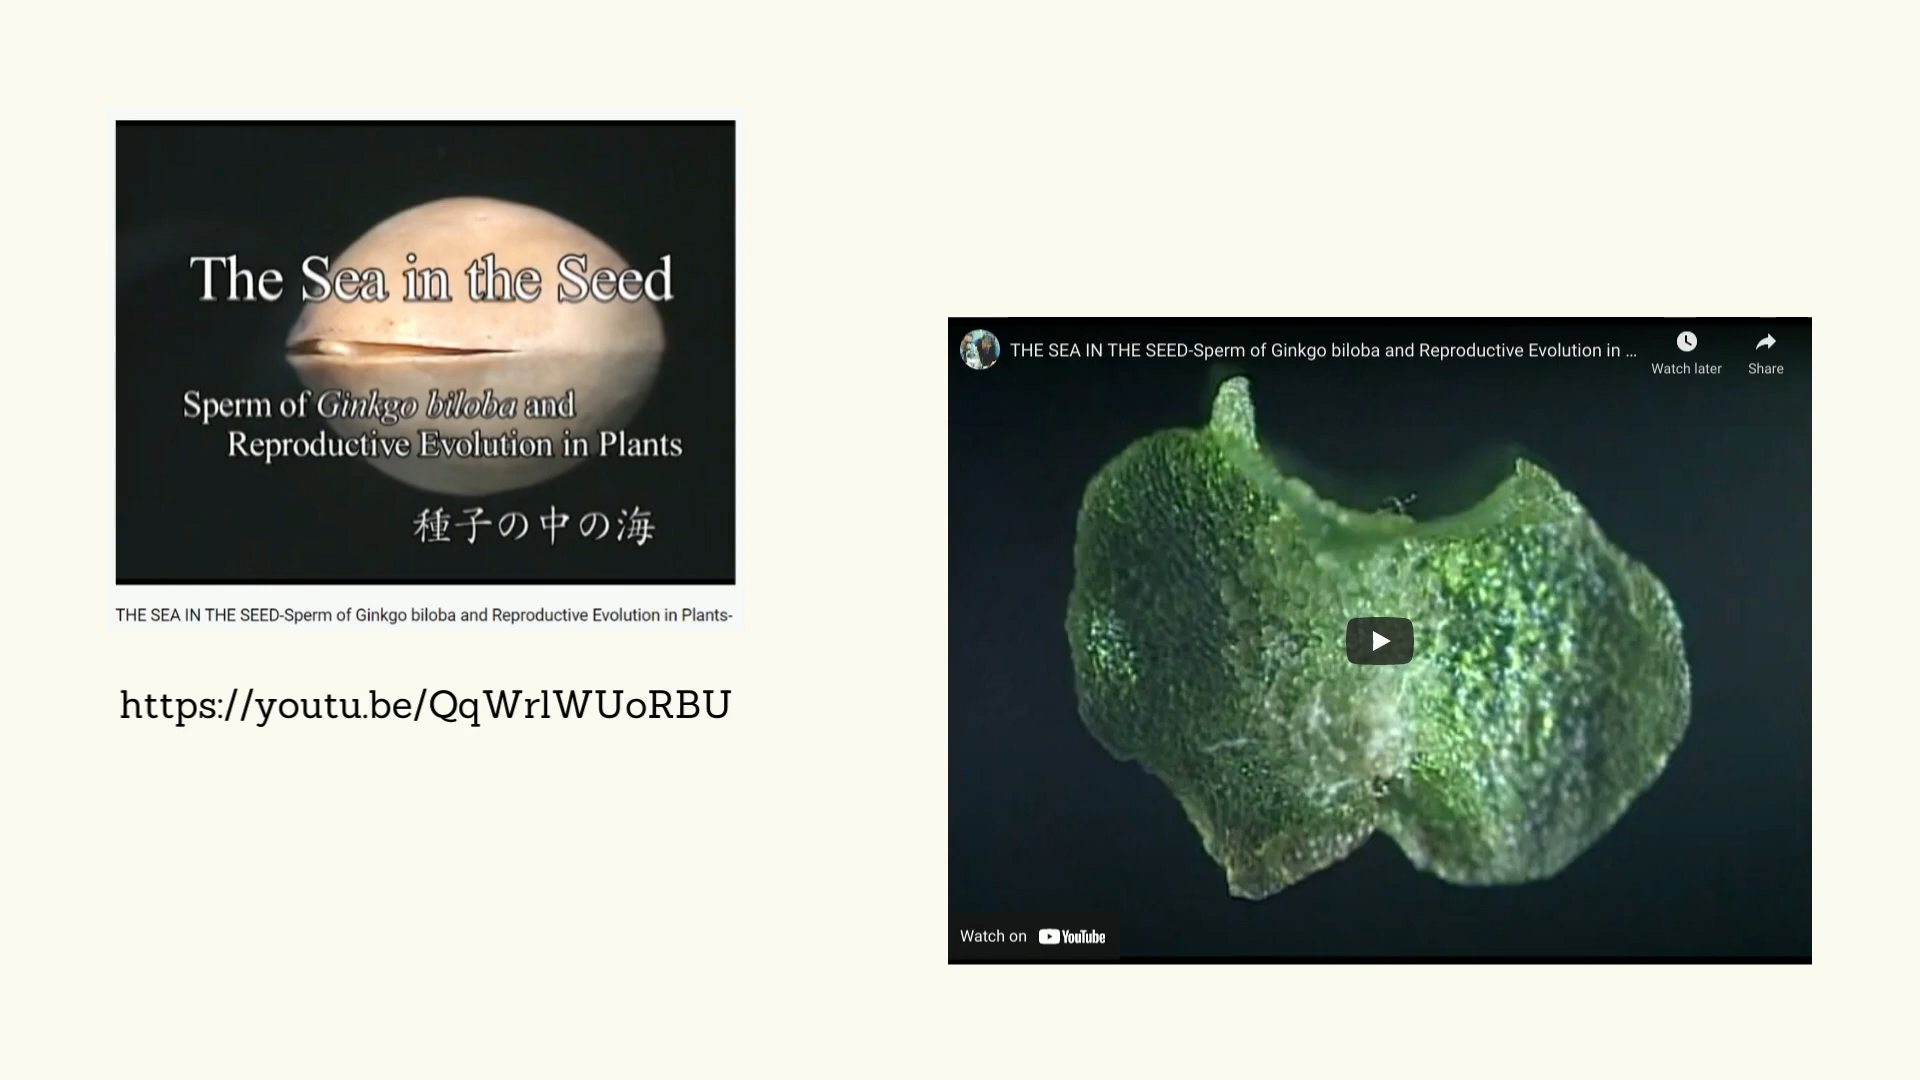 The Sea in the Seed
Sperm of Ginkgo biloba and
Reproductive Evolution in Plants
種子の中の海
THE SEA IN THE SEED-Sperm of Ginkgo biloba and Reproductive Evolution in Plants-
https://youtu.be/QqWrlWUoRBU
THE SEA IN THE SEED-Sperm of Ginkgo biloba and Reproductive Evolution in ...
Watch later
Share
Watch on YouTube